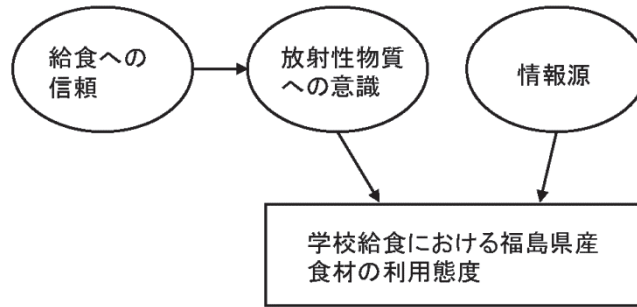 給食への
信頼
放射性物質
への意識
情報源
学校給食における福島県産
食材の利用態度